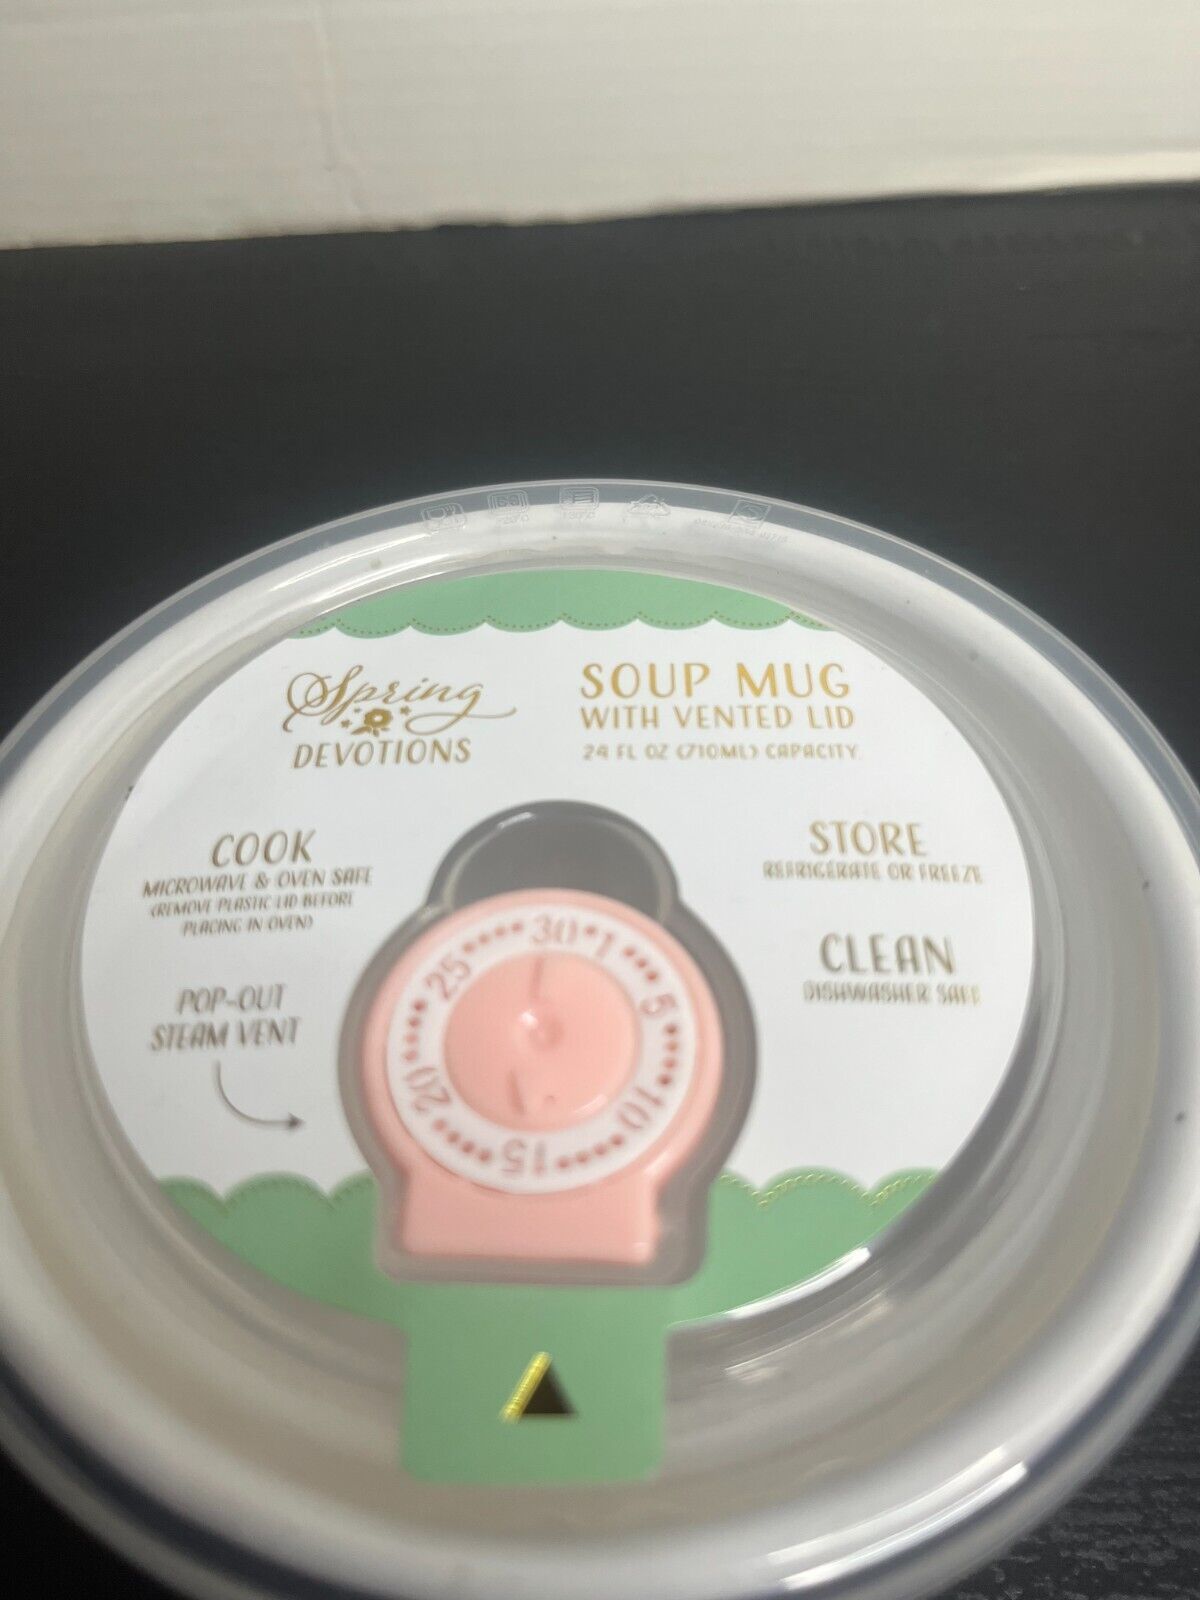 Spring
DEVOTIONS
SOUP MUG
WITH VENTED LID
24 FL OZ (710ML) CAPACITY
COOK
MICROWAVE & OVEN SAFE
(REMOVE PLASTIC LID BEFORE
PLACING IN OVEN)
STORE
REFRIGERATE OR FREEZE
CLEAN
DISHWASHER SAFE
POP-OUT
STEAM VENT
30 1 5 10 15 20 25